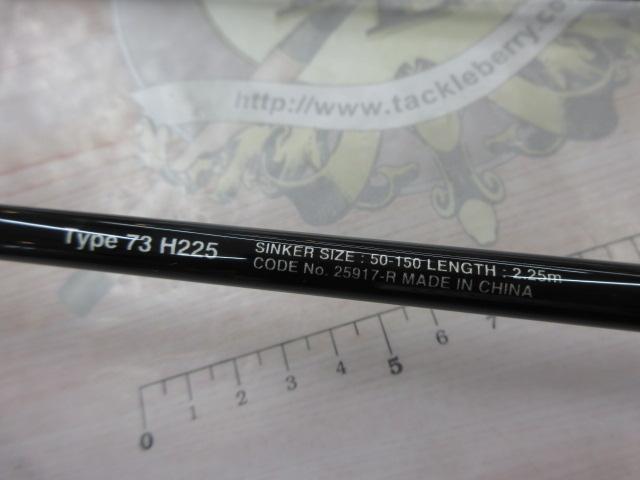 http://www.tackleberry.co
Type 73 H225
SINKER SIZE : 50-150 LENGTH : 2.25m
CODE No. 25917-R MADE IN CHINA
0 1 2 3 4 5 6 7